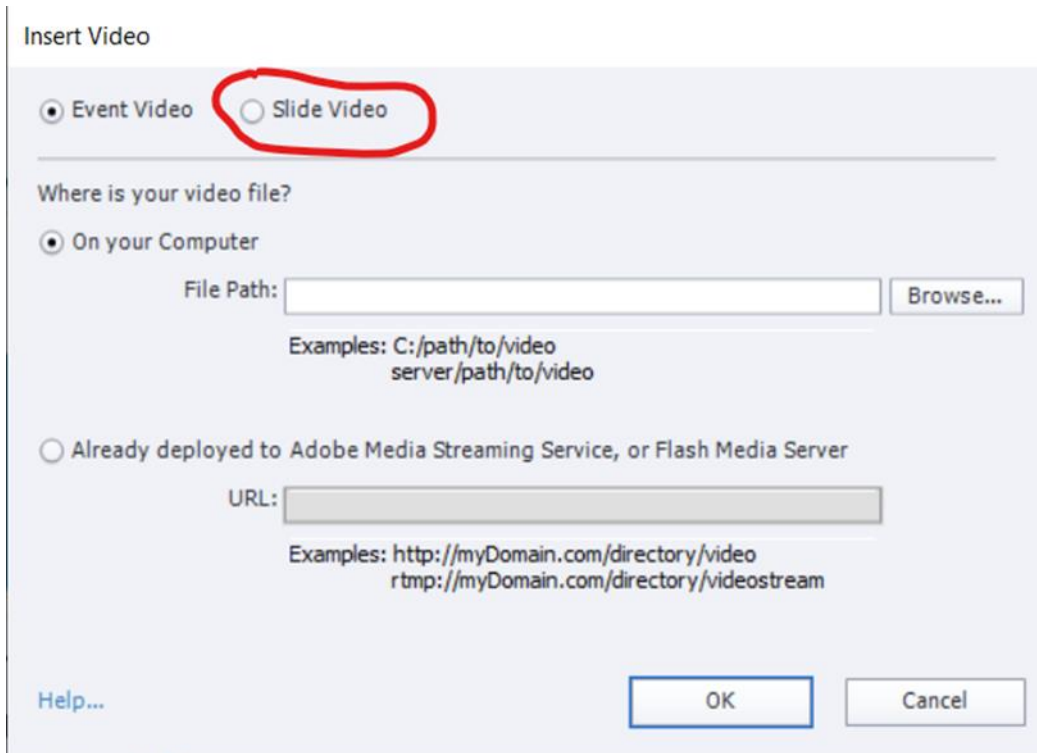 Insert Video
Event Video Slide Video
Where is your video file?
On your Computer
File Path: Browse...
Examples: C:/path/to/video
server/path/to/video
Already deployed to Adobe Media Streaming Service, or Flash Media Server
URL:
Examples: http://myDomain.com/directory/video
rtmp://myDomain.com/directory/videostream
Help... OK Cancel